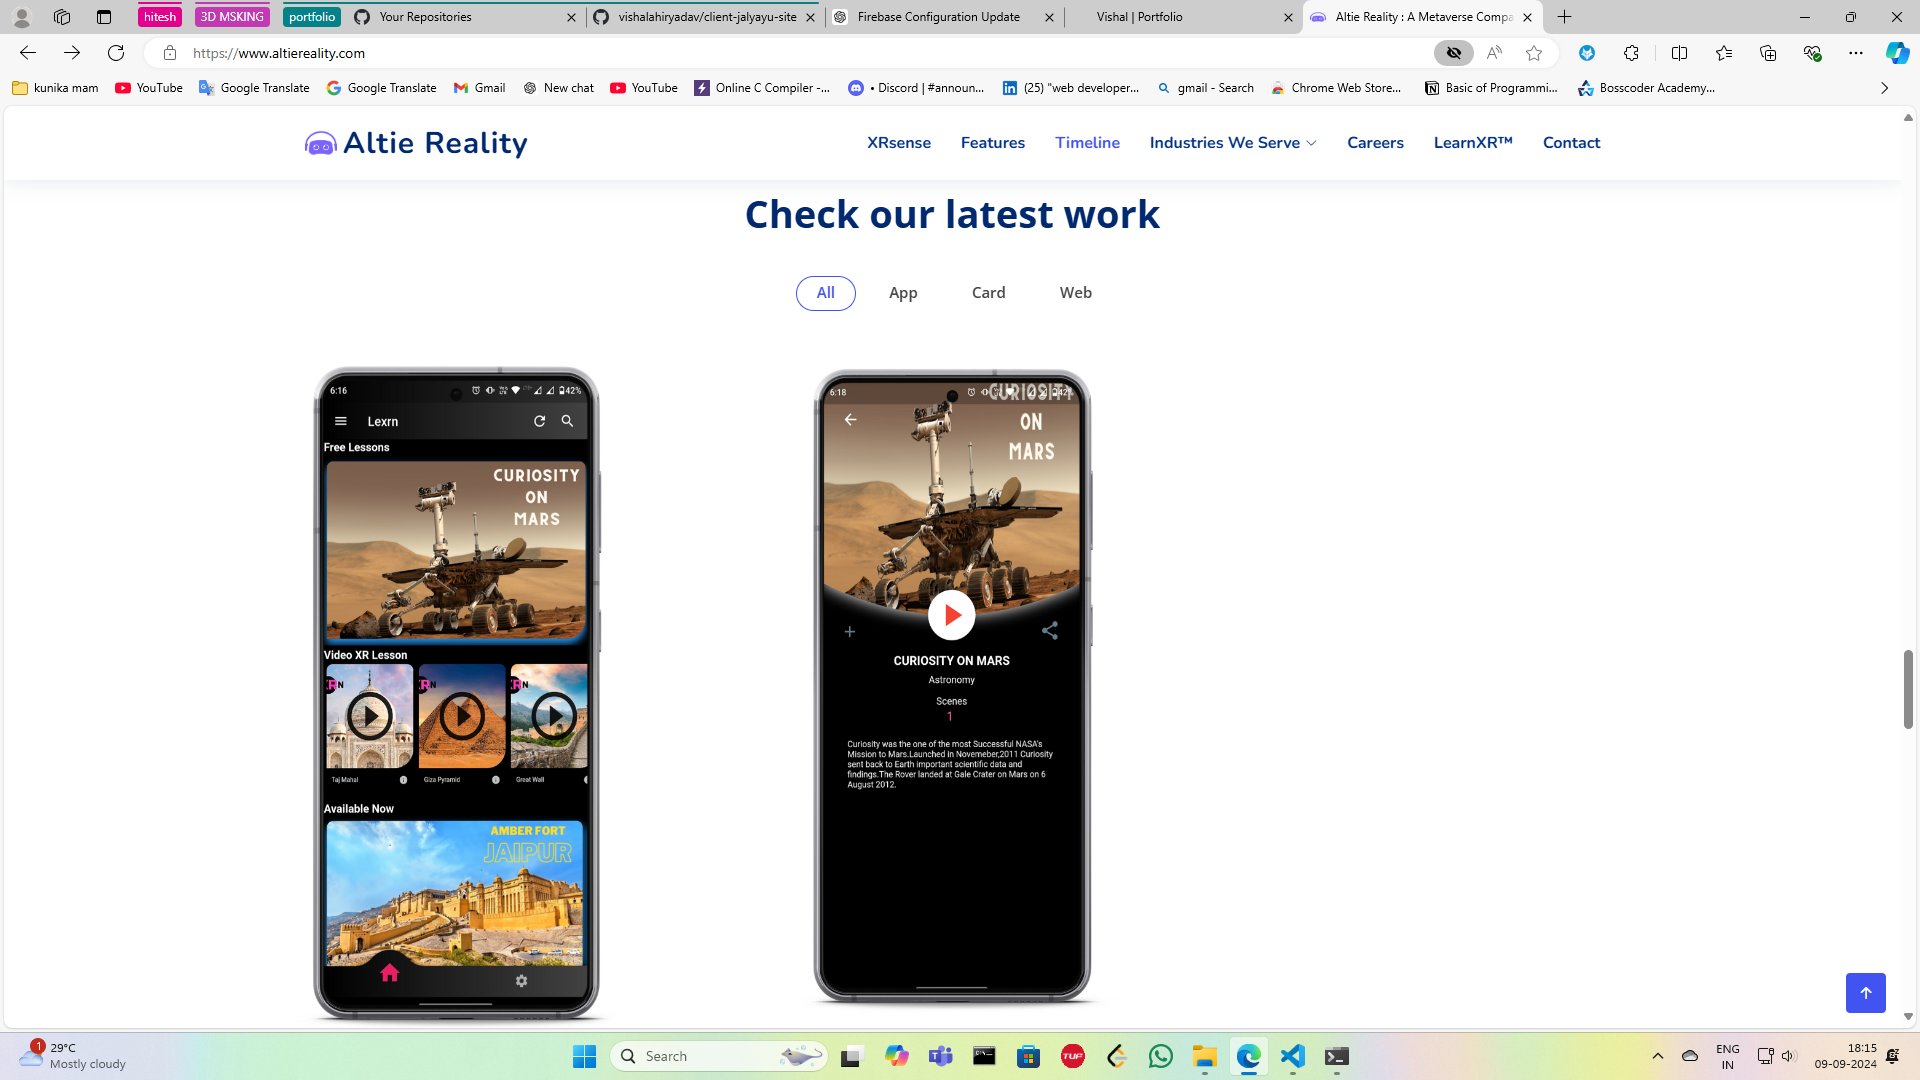 hitesh
3D MSKING
portfolio
Your Repositories
vishalahiryadav/client-jalyayu-site
Firebase Configuration Update
Vishal | Portfolio
Altie Reality : A Metaverse Compa
https://www.altiereality.com
kunika mam
YouTube
Google Translate
Google Translate
Gmail
New chat
YouTube
Online C Compiler -...
• Discord | #announ...
(25) "web developer...
gmail - Search
Chrome Web Store...
Basic of Programmi...
Bosscoder Academy...
Altie Reality
XRsense
Features
Timeline
Industries We Serve
Careers
LearnXR™
Contact
Check our latest work
All
App
Card
Web
6:16
42%
Lexrn
Free Lessons
CURIOSITY
ON
MARS
Video XR Lesson
Taj Mahal
Giza Pyramid
Great Wall
Available Now
AMBER FORT
JAIPUR
6:18
42%
CURIOSITY
ON
MARS
CURIOSITY ON MARS
Astronomy
Scenes
1
Curiosity was the one of the most Successful NASA's
Mission to Mars.Launched in Novemeber,2011 Curiosity
sent back to Earth important scientific data and
findings.The Rover landed at Gale Crater on Mars on 6
August 2012.
1
29°C
Mostly cloudy
Search
TUF
ENG
IN
18:15
09-09-2024